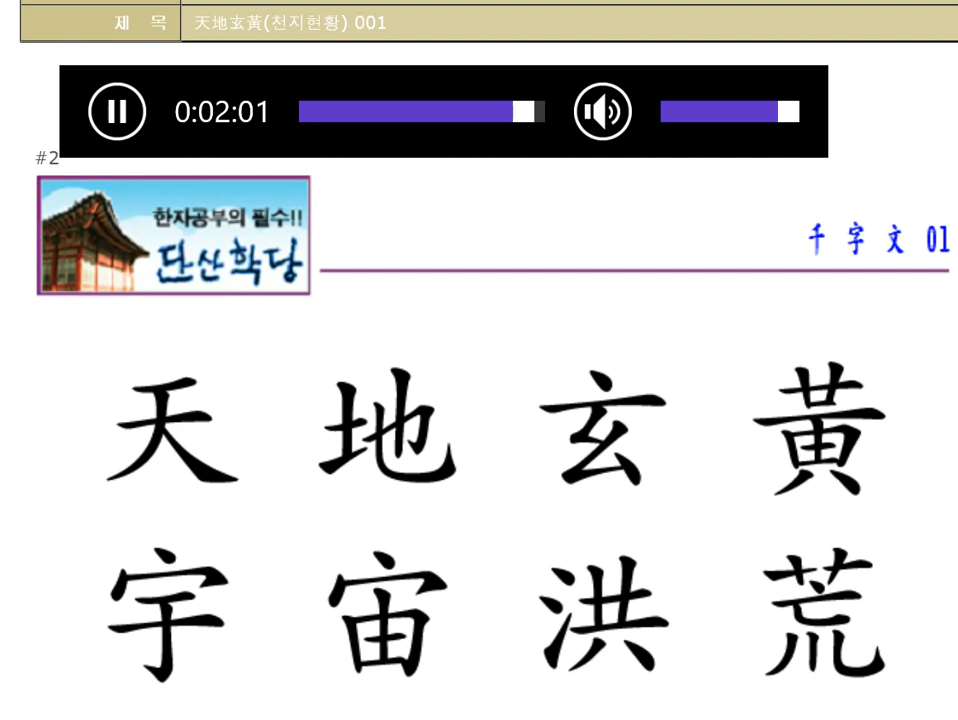 제 목 天地玄黃(천지현황) 001
0:02:01
#2
한자공부의 필수!!
단산학당
千字文 01
天地玄黃
宇宙洪荒